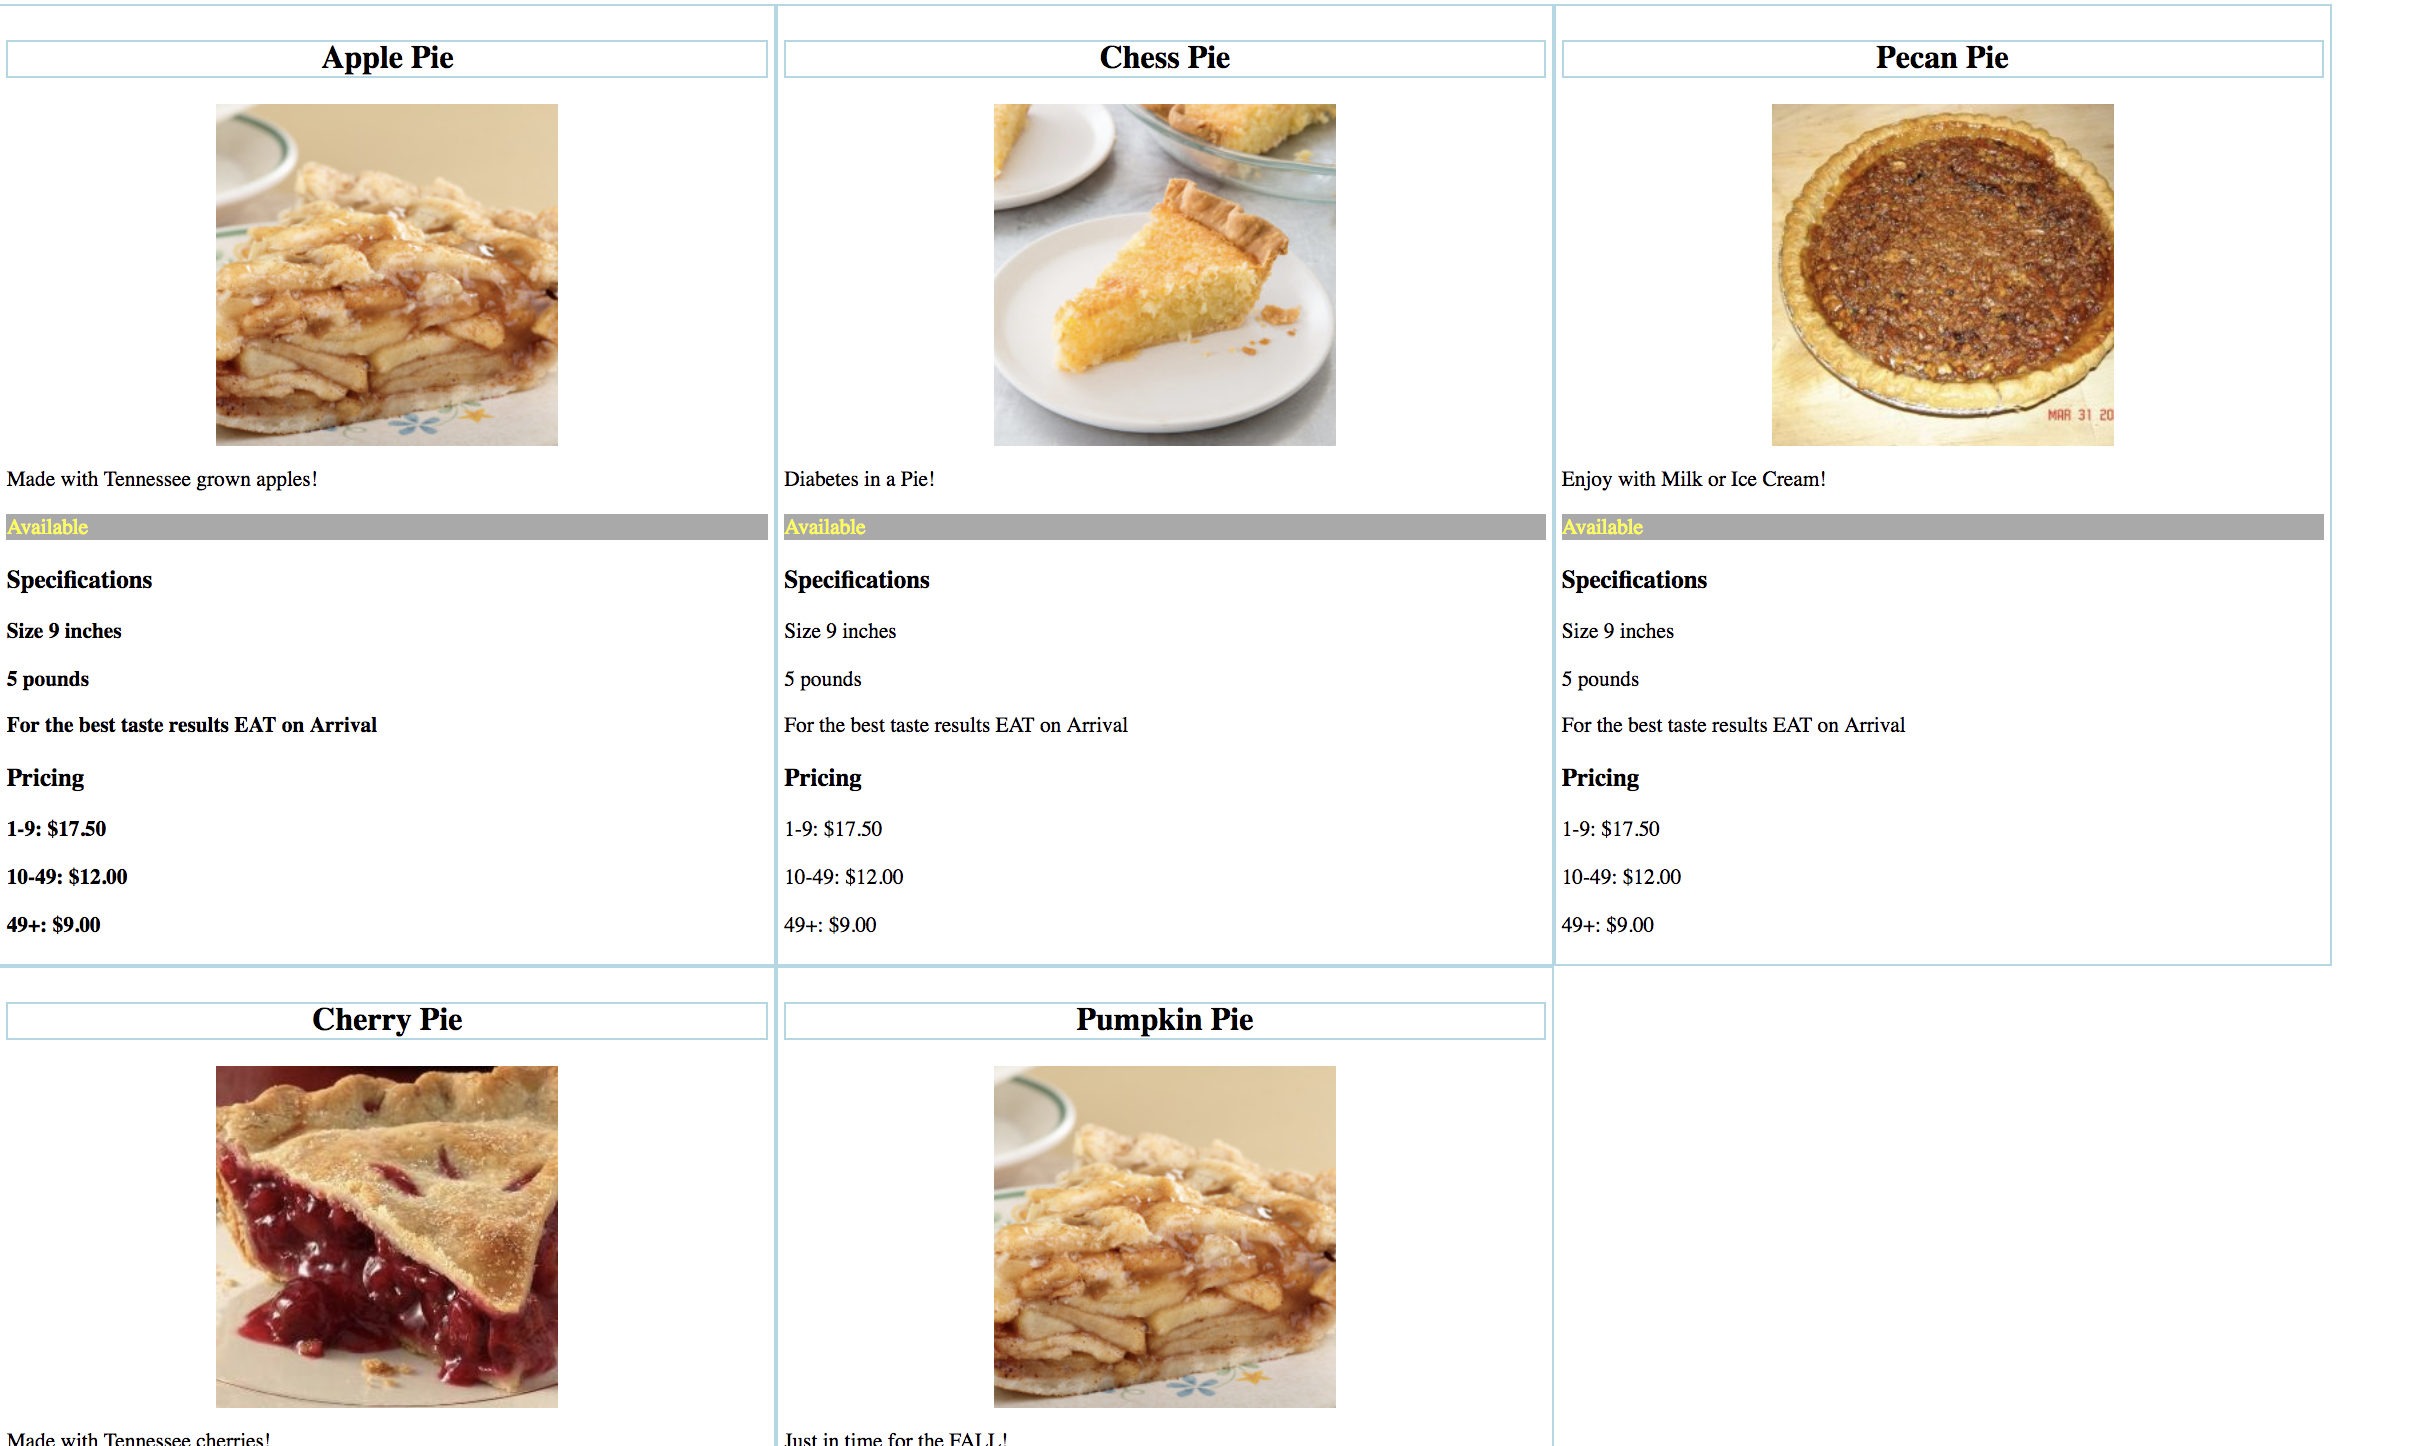 Apple Pie
Made with Tennessee grown apples!
Available
Specifications
Size 9 inches
5 pounds
For the best taste results EAT on Arrival
Pricing
1-9: $17.50
10-49: $12.00
49+: $9.00
Chess Pie
Diabetes in a Pie!
Available
Specifications
Size 9 inches
5 pounds
For the best taste results EAT on Arrival
Pricing
1-9: $17.50
10-49: $12.00
49+: $9.00
Pecan Pie
MAR 31 20
Enjoy with Milk or Ice Cream!
Available
Specifications
Size 9 inches
5 pounds
For the best taste results EAT on Arrival
Pricing
1-9: $17.50
10-49: $12.00
49+: $9.00
Cherry Pie
Made with Tennessee cherries!
Pumpkin Pie
Just in time for the FALL!